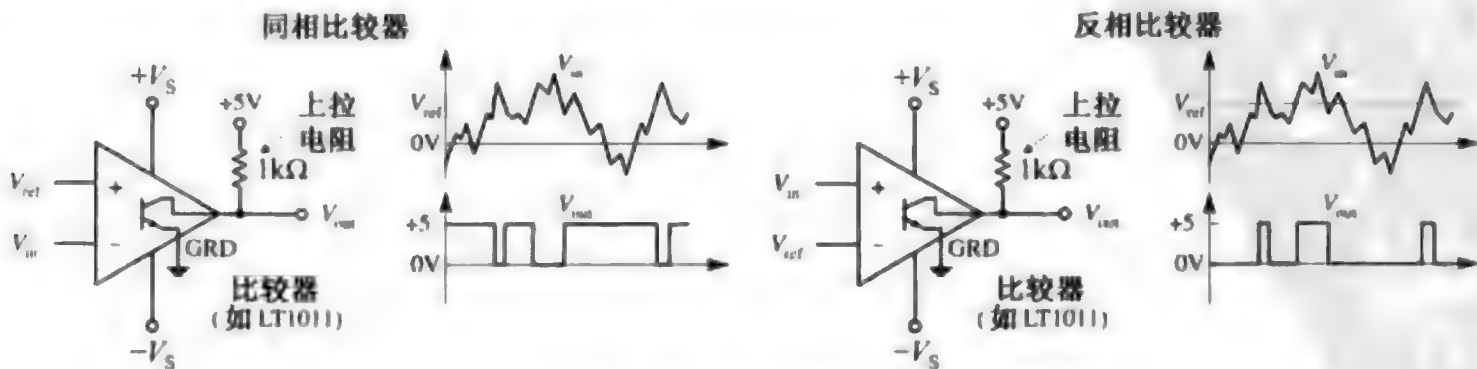 同相比较器
+V_S
+5V
上拉
电阻
1kΩ
V_ref
V_in
+
-
GRD
V_out
比较器
(如 LT1011)
-V_S
V_in
V_ref
0V
V_out
+5
0V
反相比较器
+V_S
+5V
上拉
电阻
1kΩ
V_in
V_ref
+
-
GRD
V_out
比较器
(如 LT1011)
-V_S
V_in
V_ref
0V
V_out
+5
0V